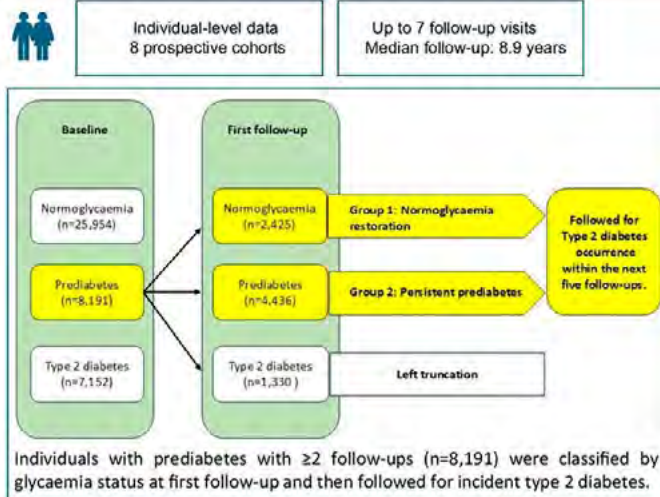 Individual-level data
8 prospective cohorts
Up to 7 follow-up visits
Median follow-up: 8.9 years
Baseline
Normoglycaemia
(n=25,954)
Prediabetes
(n=8,191)
Type 2 diabetes
(n=7,152)
First follow-up
Normoglycaemia
(n=2,425)
Prediabetes
(n=4,436)
Type 2 diabetes
(n=1,330 )
Group 1: Normoglycaemia
restoration
Group 2: Persistent prediabetes
Left truncation
Followed for
Type 2 diabetes
occurrence
within the next
five follow-ups.
Individuals with prediabetes with ≥2 follow-ups (n=8,191) were classified by
glycaemia status at first follow-up and then followed for incident type 2 diabetes.